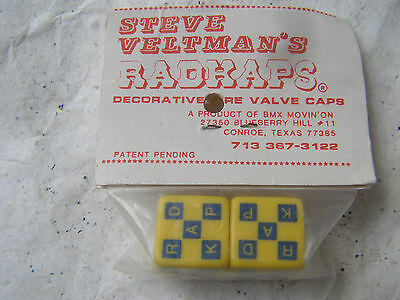 STEVE
VELTMAN'S
RADKAPS.®
DECORATIVE TIRE VALVE CAPS
A PRODUCT OF BMX MOVIN'ON
27350 BLUEBERRY HILL #11
CONROE, TEXAS 77385
713 367-3122
PATENT PENDING
D P
A
R K
P K
A
D R